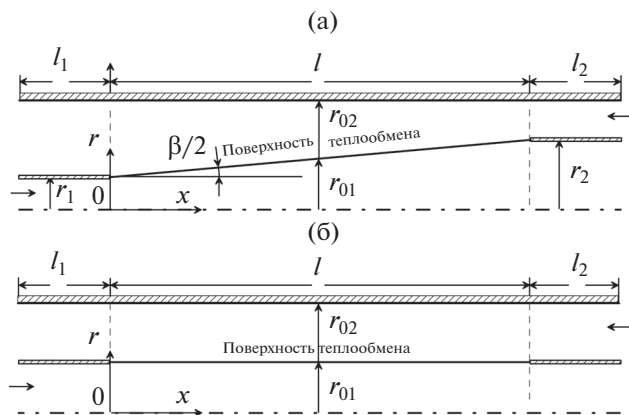 (а)
l₁ l l₂
r r₀₂
β/2 Поверхность теплообмена
r₁ 0 x r₀₁ r₂
(б)
l₁ l l₂
r r₀₂
Поверхность теплообмена
0 x r₀₁